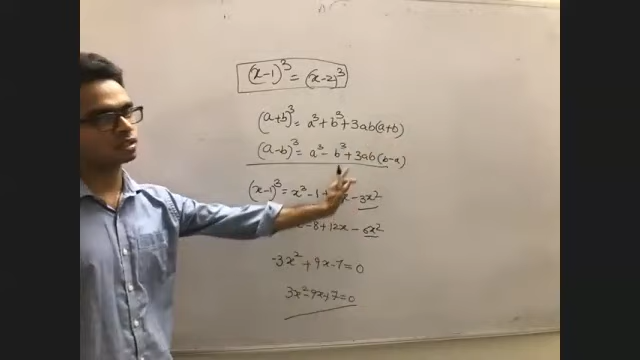 (x-1)³ = (x-2)³
(a+b)³ = a³ + b³ + 3ab(a+b)
(a-b)³ = a³ - b³ + 3ab(b-a)
(x-1)³ = x³ - 1 + x - 3x²
- 8 + 12x - 6x²
-3x² + 9x - 7 = 0
3x² - 9x + 7 = 0